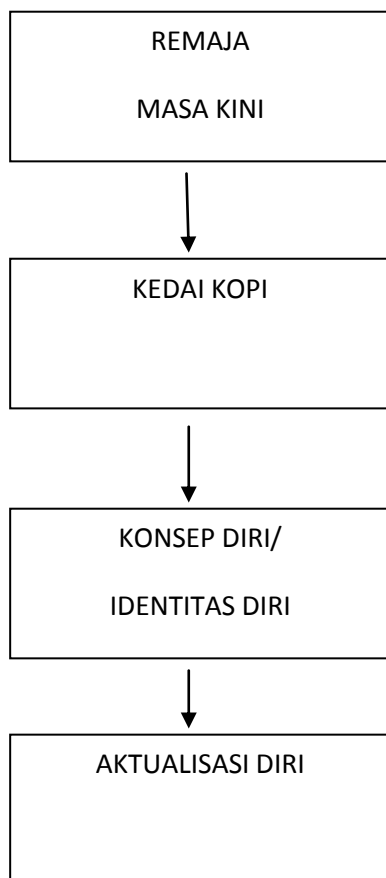 REMAJA
MASA KINI
KEDAI KOPI
KONSEP DIRI/
IDENTITAS DIRI
AKTUALISASI DIRI